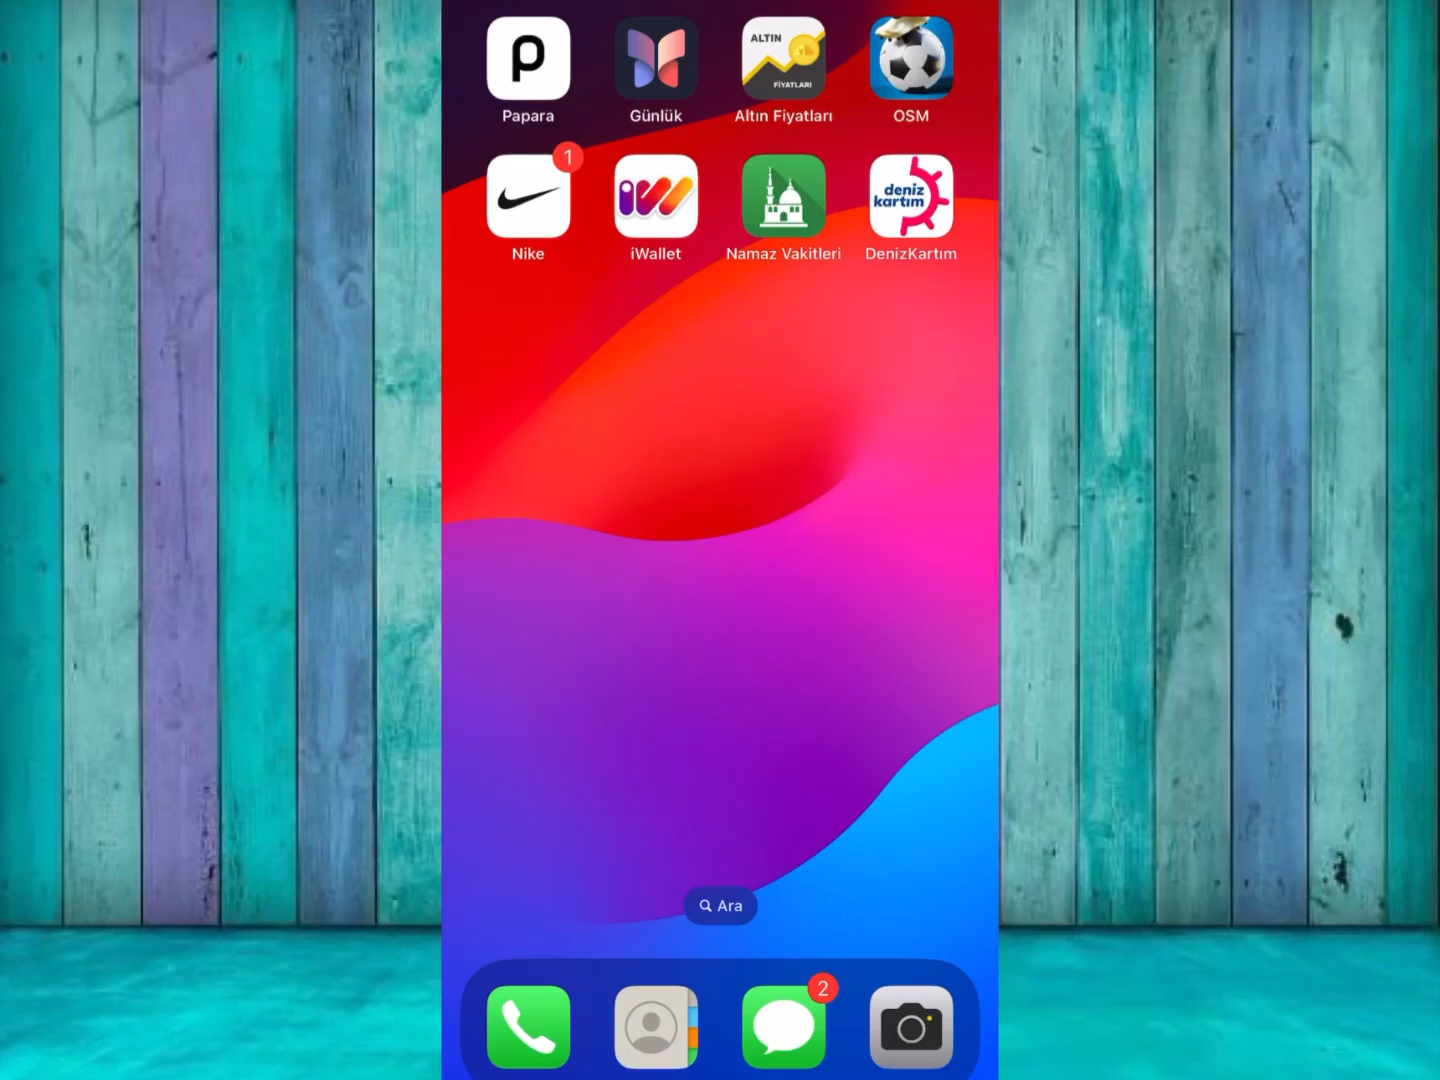 ALTIN
FİYATLARI
Papara
Günlük
Altın Fiyatları
OSM
1
deniz
kartım
Nike
iWallet
Namaz Vakitleri
DenizKartım
Ara
2